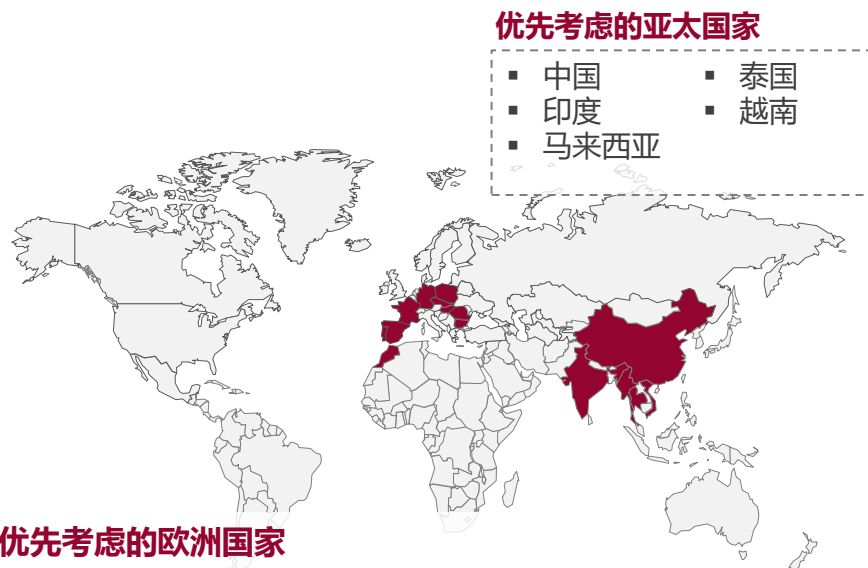 优先考虑的亚太国家
▪ 中国
▪ 印度
▪ 马来西亚
▪ 泰国
▪ 越南
优先考虑的欧洲国家